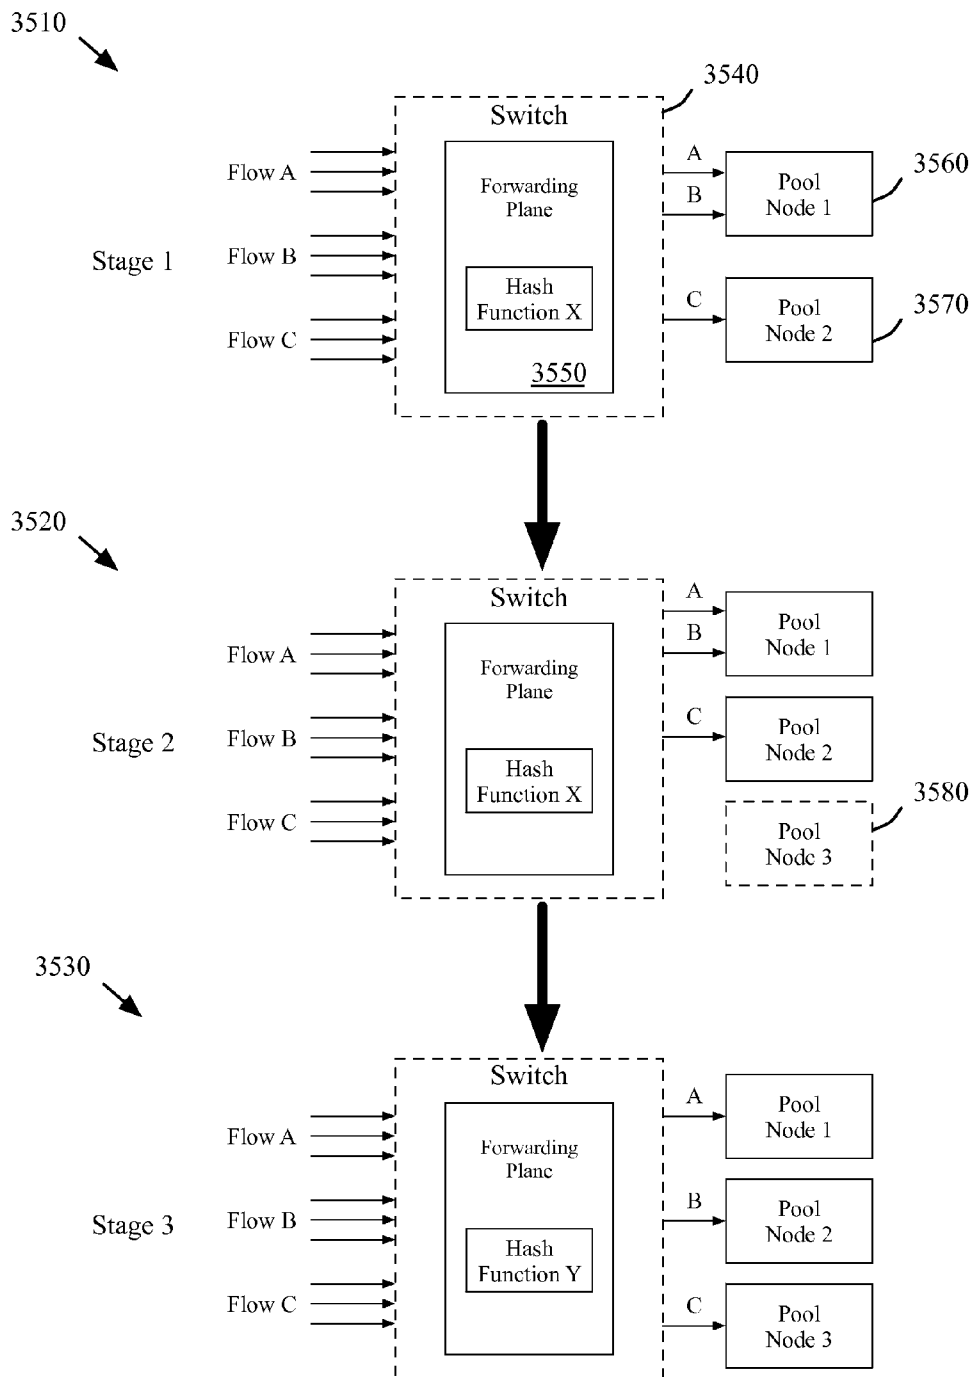 3510
3540
Switch
Flow A
Flow B
Flow C
Stage 1
Forwarding
Plane
Hash
Function X
3550
A
B
C
Pool
Node 1
3560
Pool
Node 2
3570
3520
Switch
Flow A
Flow B
Flow C
Stage 2
Forwarding
Plane
Hash
Function X
A
B
C
Pool
Node 1
Pool
Node 2
Pool
Node 3
3580
3530
Switch
Flow A
Flow B
Flow C
Stage 3
Forwarding
Plane
Hash
Function Y
A
B
C
Pool
Node 1
Pool
Node 2
Pool
Node 3